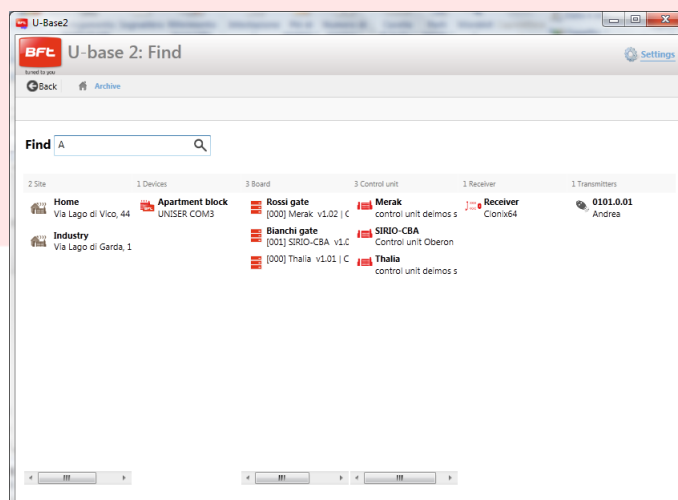 U-Base2
BFt
tuned to you
U-base 2: Find
Settings
Back
Archive
Find A
2 Site
1 Devices
3 Board
3 Control unit
1 Receiver
1 Transmitters
Home
Via Lago di Vico, 44
Industry
Via Lago di Garda, 1
Apartment block
UNISER COM3
Rossi gate
[000] Merak v1.02 | C
Bianchi gate
[001] SIRIO-CBA v1.0
[000] Thalia v1.01 | C
Merak
control unit deimos s
SIRIO-CBA
Control unit Oberon
Thalia
control unit deimos s
Receiver
Clonix64
0101.0.01
Andrea